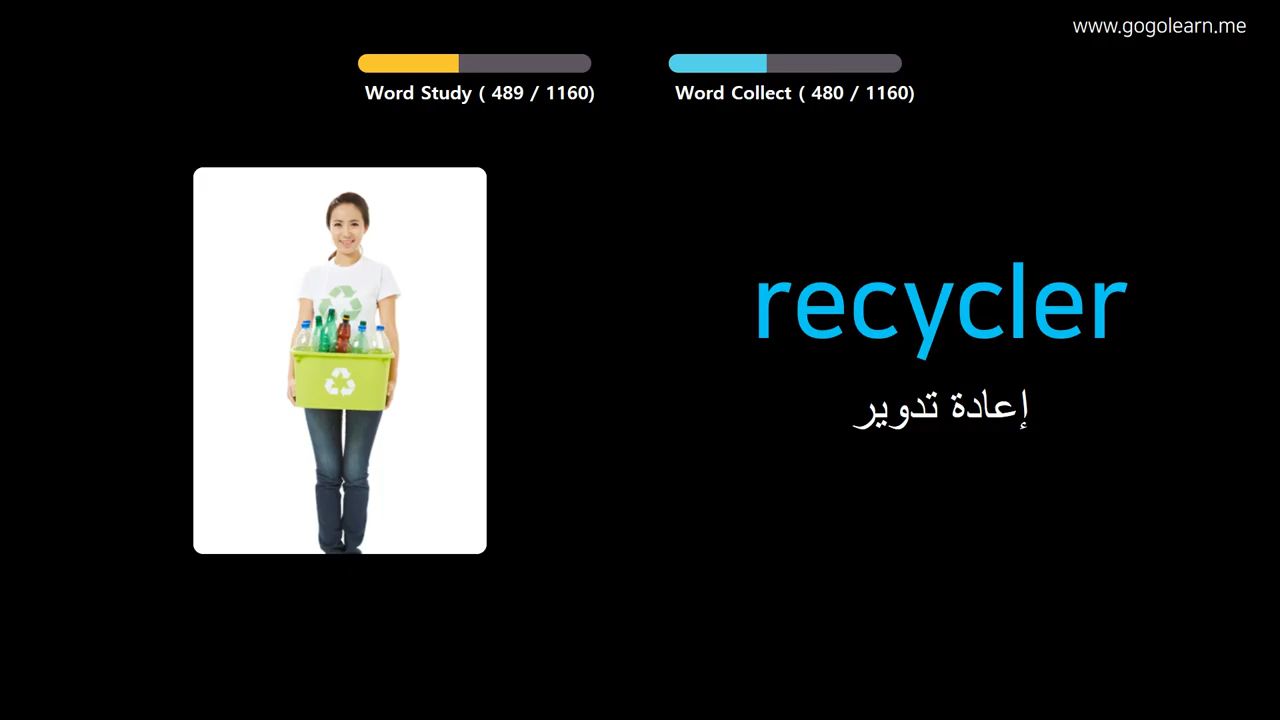 www.gogolearn.me
Word Study ( 489 / 1160)
Word Collect ( 480 / 1160)
recycler
إعادة تدوير